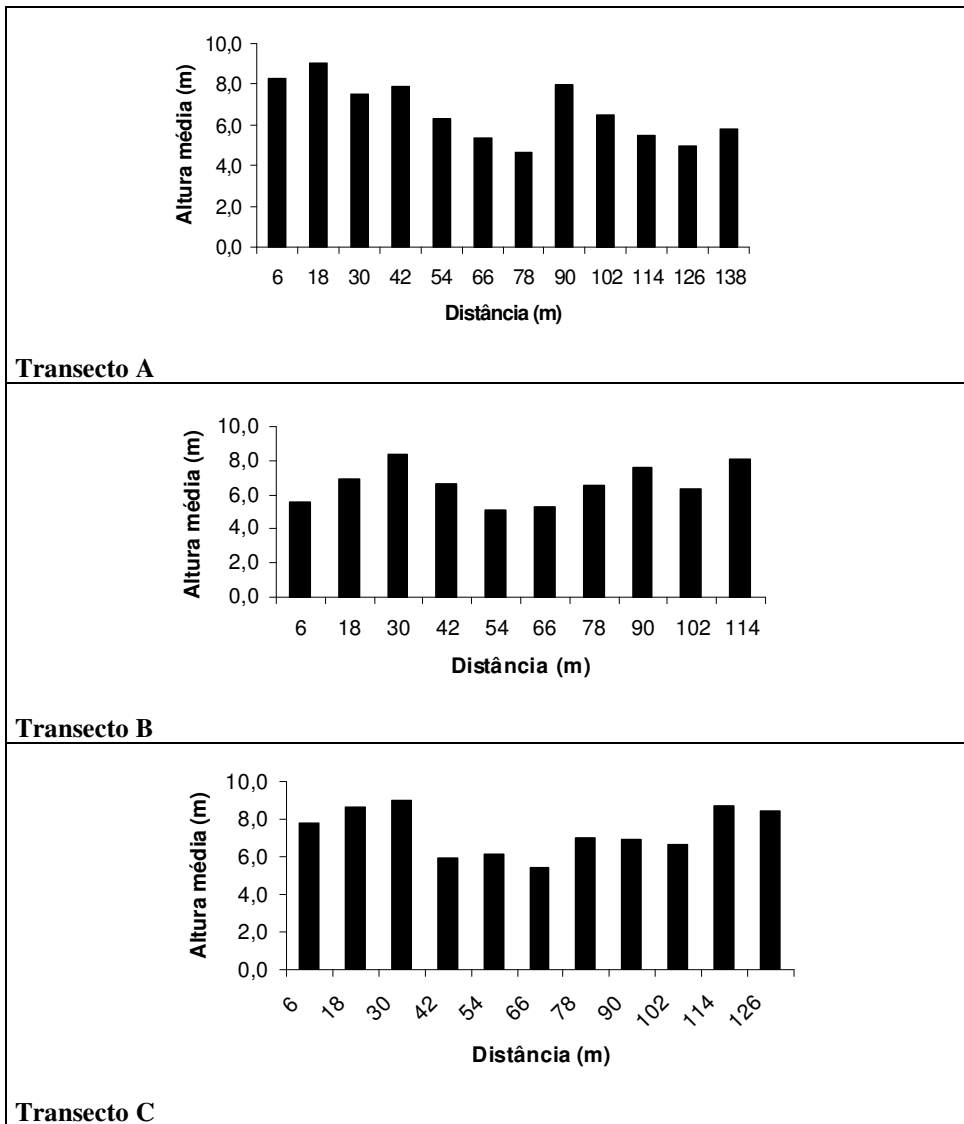 10,0
8,0
6,0
4,0
2,0
0,0
Altura média (m)
6 18 30 42 54 66 78 90 102 114 126 138
Distância (m)
Transecto A
10,0
8,0
6,0
4,0
2,0
0,0
Altura média (m)
6 18 30 42 54 66 78 90 102 114
Distância (m)
Transecto B
10,0
8,0
6,0
4,0
2,0
0,0
Altura média (m)
6 18 30 42 54 66 78 90 102 114 126
Distância (m)
Transecto C